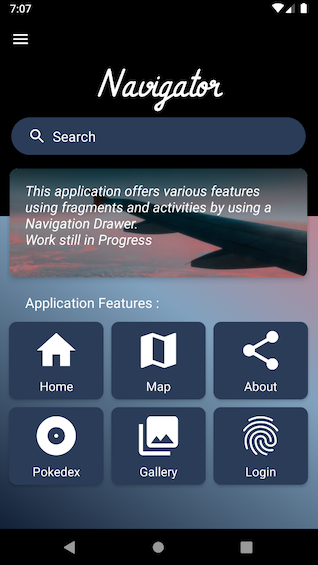 7:07
Navigator
Search
This application offers various features
using fragments and activities by using a
Navigation Drawer.
Work still in Progress
Application Features :
Home
Map
About
Pokedex
Gallery
Login